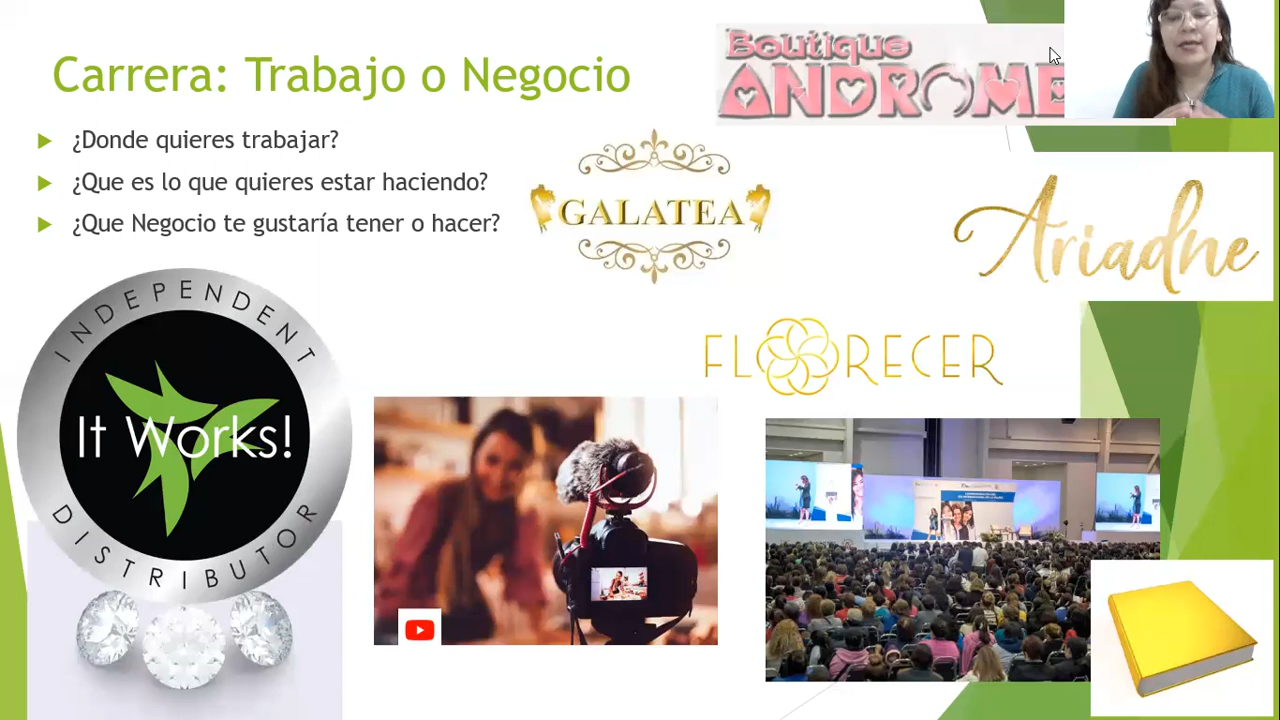 Carrera: Trabajo o Negocio
¿Donde quieres trabajar?
¿Que es lo que quieres estar haciendo?
¿Que Negocio te gustaría tener o hacer?
Boutique
ANDROME
GALATEA
Ariadne
FLORECER
INDEPENDENT
It Works!
DISTRIBUTOR